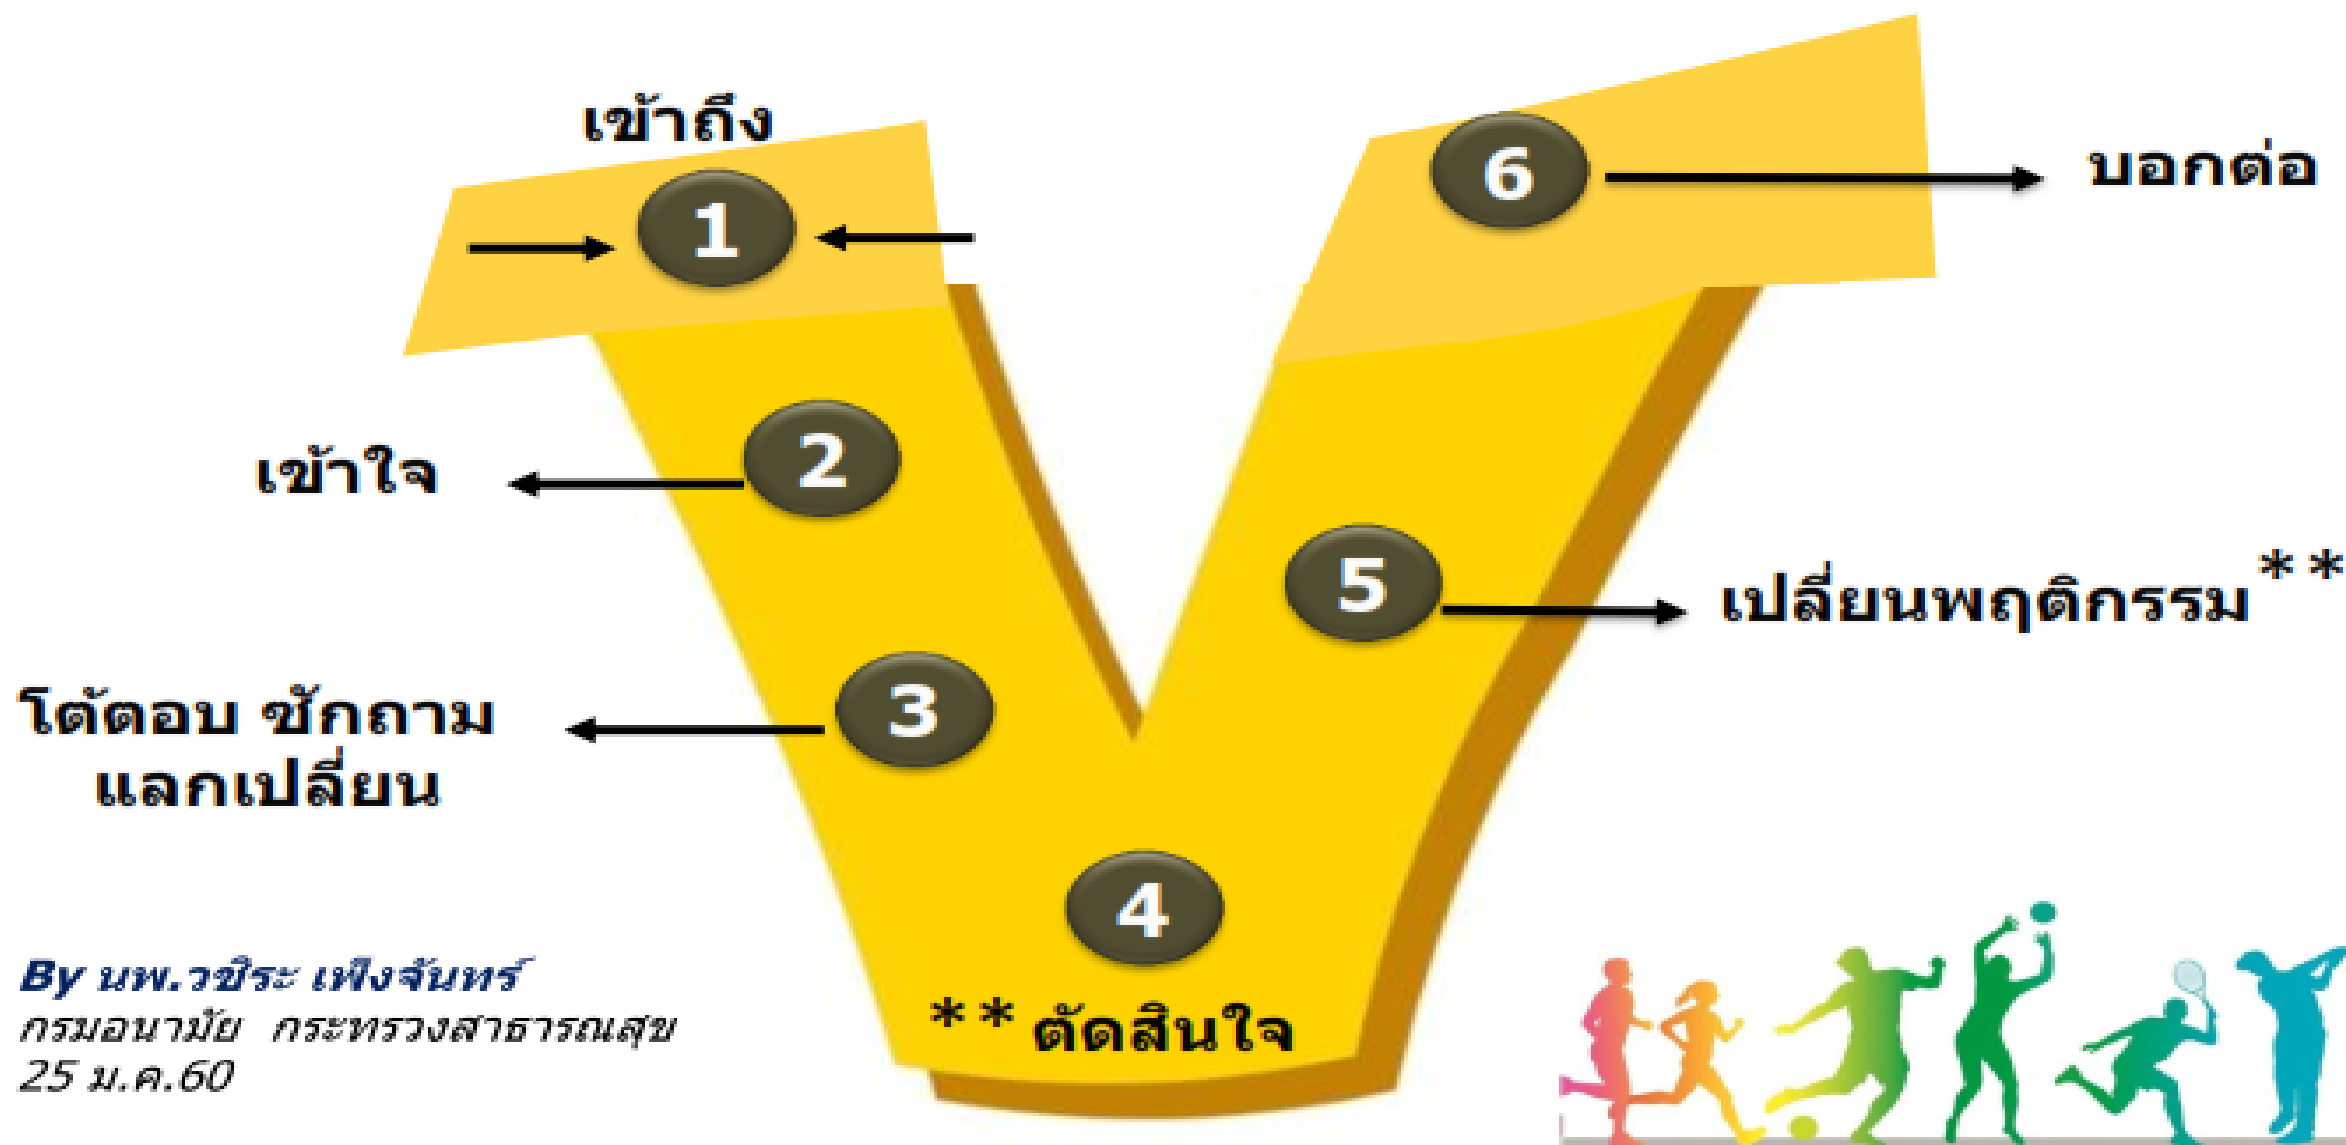 เข้าถึง
1
6
บอกต่อ
2
เข้าใจ
5
เปลี่ยนพฤติกรรม**
3
โต้ตอบ ซักถาม
แลกเปลี่ยน
4
**ตัดสินใจ
By นพ.วชิระ เพ็งจันทร์
กรมอนามัย กระทรวงสาธารณสุข
25 ม.ค.60